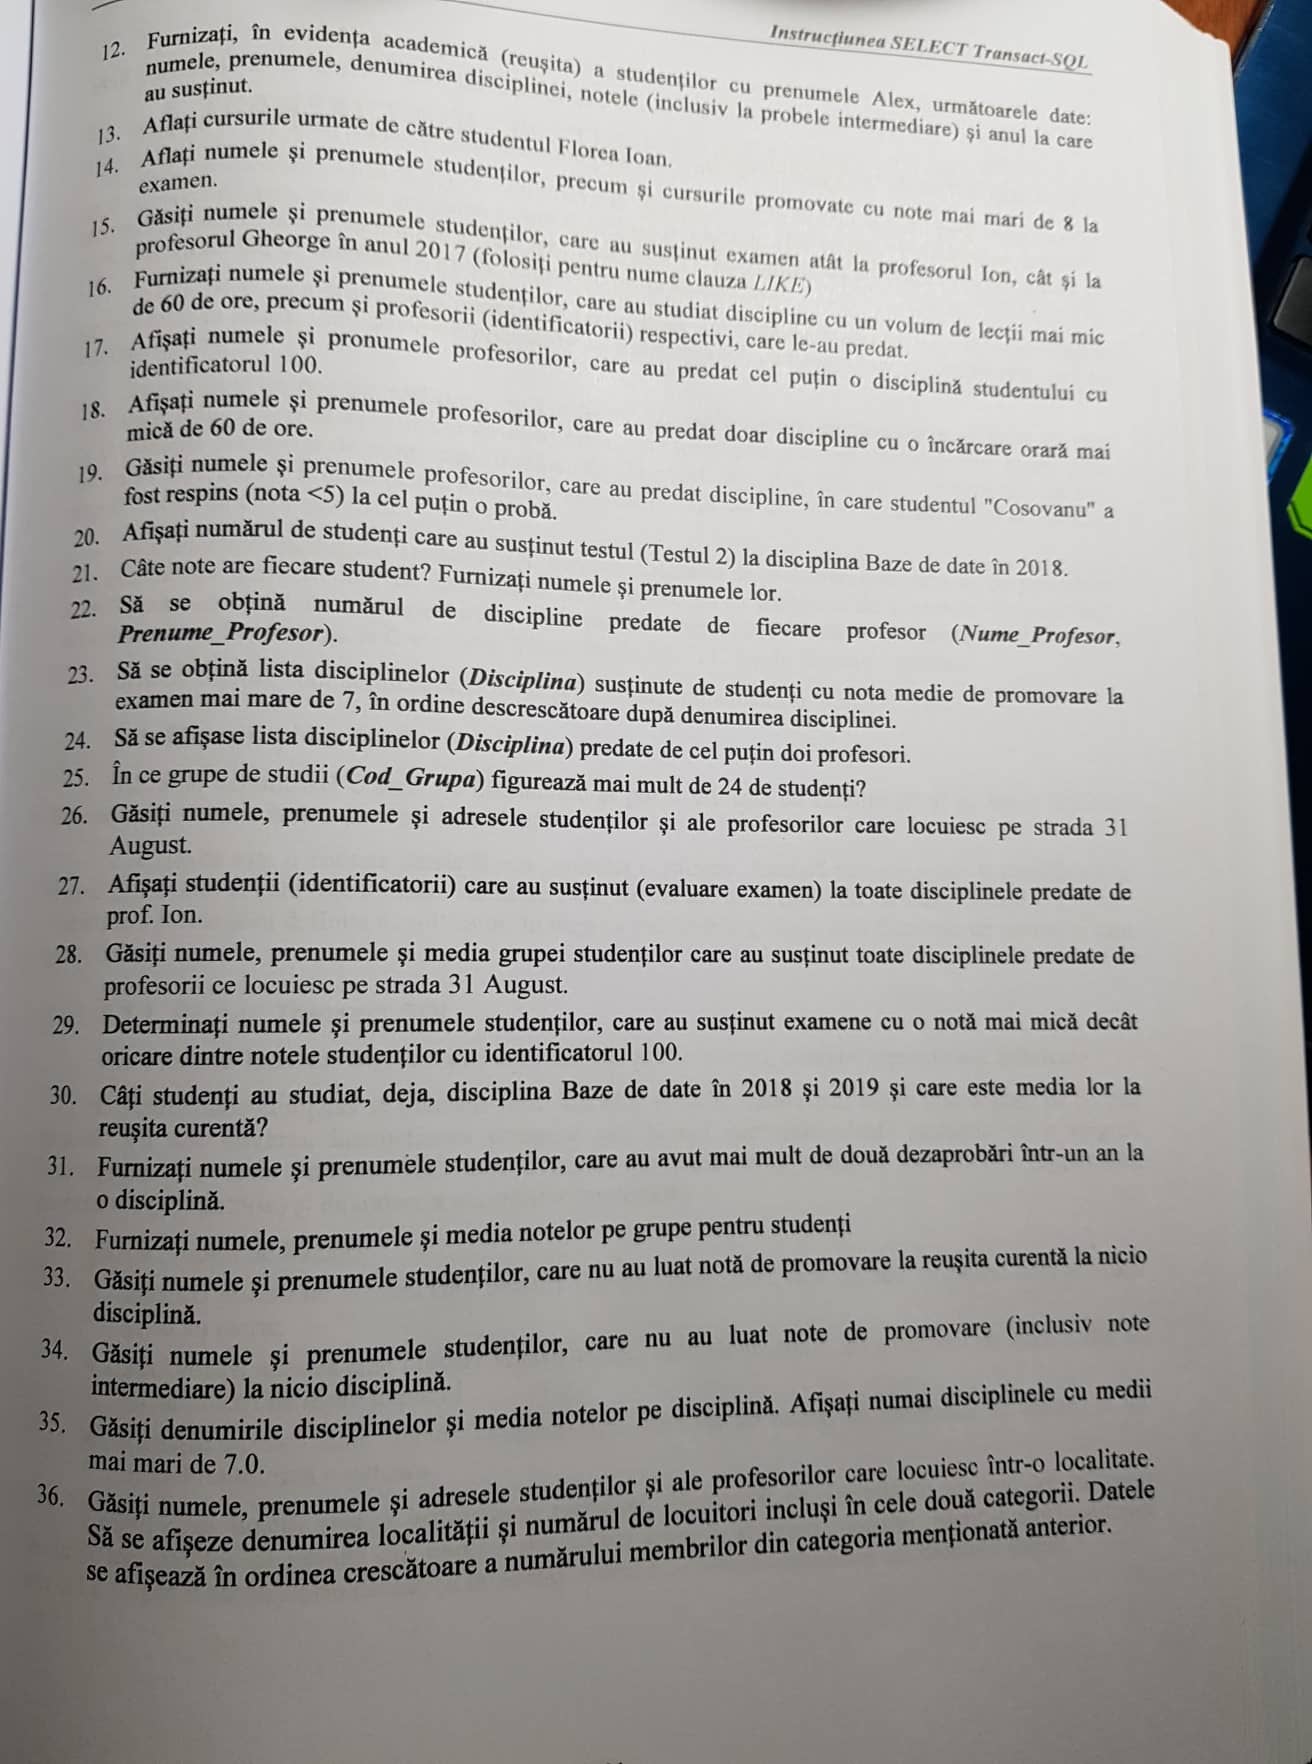 Instrucțiunea SELECT Transact-SQL
12. Furnizați, în evidența academică (reușita) a studenților cu prenumele Alex, următoarele date:
numele, prenumele, denumirea disciplinei, notele (inclusiv la probele intermediare) și anul la care
au susținut.
13. Aflați cursurile urmate de către studentul Florea Ioan.
14. Aflați numele și prenumele studenților, precum și cursurile promovate cu note mai mari de 8 la
examen.
15. Găsiți numele și prenumele studenților, care au susținut examen atât la profesorul Ion, cât și la
profesorul Gheorge în anul 2017 (folosiți pentru nume clauza LIKE)
16. Furnizați numele și prenumele studenților, care au studiat discipline cu un volum de lecții mai mic
de 60 de ore, precum și profesorii (identificatorii) respectivi, care le-au predat.
17. Afișați numele și pronumele profesorilor, care au predat cel puțin o disciplină studentului cu
identificatorul 100.
18. Afișați numele și prenumele profesorilor, care au predat doar discipline cu o încărcare orară mai
mică de 60 de ore.
19. Găsiți numele și prenumele profesorilor, care au predat discipline, în care studentul "Cosovanu" a
fost respins (nota <5) la cel puțin o probă.
20. Afișați numărul de studenți care au susținut testul (Testul 2) la disciplina Baze de date în 2018.
21. Câte note are fiecare student? Furnizați numele și prenumele lor.
22. Să se obțină numărul de discipline predate de fiecare profesor (Nume_Profesor,
Prenume_Profesor).
23. Să se obțină lista disciplinelor (Disciplina) susținute de studenți cu nota medie de promovare la
examen mai mare de 7, în ordine descrescătoare după denumirea disciplinei.
24. Să se afișase lista disciplinelor (Disciplina) predate de cel puțin doi profesori.
25. În ce grupe de studii (Cod_Grupa) figurează mai mult de 24 de studenți?
26. Găsiți numele, prenumele și adresele studenților și ale profesorilor care locuiesc pe strada 31
August.
27. Afișați studenții (identificatorii) care au susținut (evaluare examen) la toate disciplinele predate de
prof. Ion.
28. Găsiți numele, prenumele și media grupei studenților care au susținut toate disciplinele predate de
profesorii ce locuiesc pe strada 31 August.
29. Determinați numele și prenumele studenților, care au susținut examene cu o notă mai mică decât
oricare dintre notele studenților cu identificatorul 100.
30. Câți studenți au studiat, deja, disciplina Baze de date în 2018 și 2019 și care este media lor la
reușita curentă?
31. Furnizați numele și prenumele studenților, care au avut mai mult de două dezaprobări într-un an la
o disciplină.
32. Furnizați numele, prenumele și media notelor pe grupe pentru studenți
33. Găsiți numele și prenumele studenților, care nu au luat notă de promovare la reușita curentă la nicio
disciplină.
34. Găsiți numele și prenumele studenților, care nu au luat note de promovare (inclusiv note
intermediare) la nicio disciplină.
35. Găsiți denumirile disciplinelor și media notelor pe disciplină. Afișați numai disciplinele cu medii
mai mari de 7.0.
36. Găsiți numele, prenumele și adresele studenților și ale profesorilor care locuiesc într-o localitate.
Să se afișeze denumirea localității și numărul de locuitori incluși în cele două categorii. Datele
se afișează în ordinea crescătoare a numărului membrilor din categoria menționată anterior.